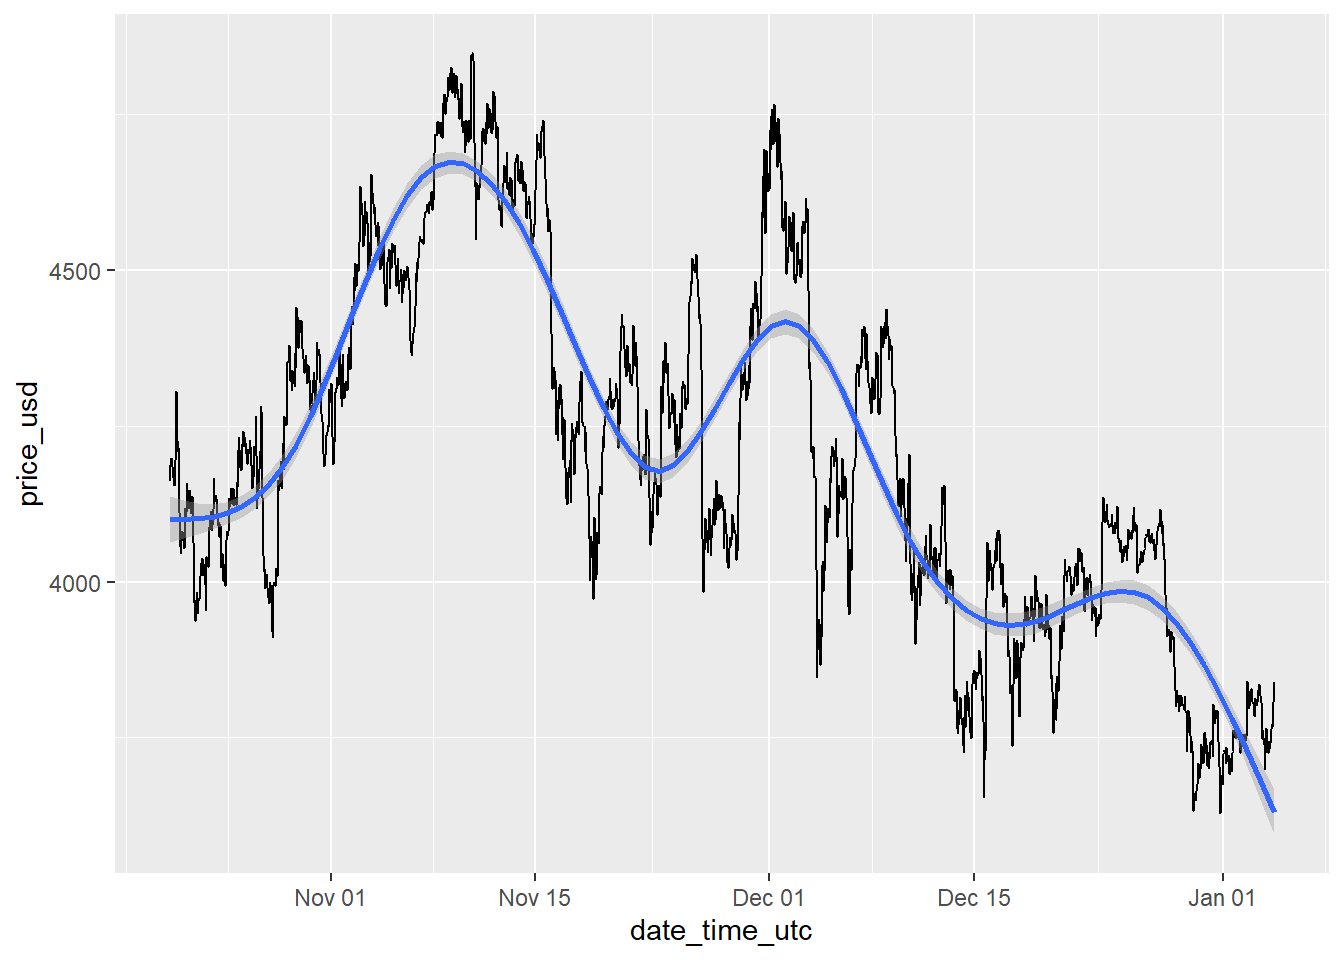 price_usd
4500
4000
Nov 01
Nov 15
Dec 01
Dec 15
Jan 01
date_time_utc